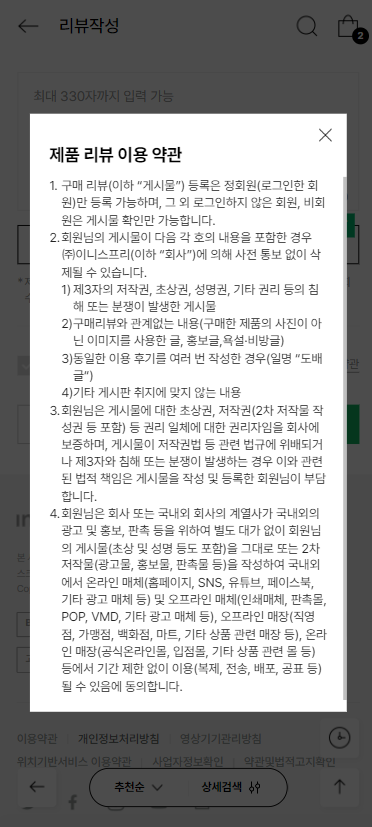 리뷰작성
2
최대 330자까지 입력 가능
제품 리뷰 이용 약관
1. 구매 리뷰(이하 “게시물”) 등록은 정회원(로그인한 회
원)만 등록 가능하며, 그 외 로그인하지 않은 회원, 비회
원은 게시물 확인만 가능합니다.
2. 회원님의 게시물이 다음 각 호의 내용을 포함한 경우
㈜이니스프리(이하 “회사”)에 의해 사전 통보 없이 삭
제될 수 있습니다.
1) 제3자의 저작권, 초상권, 성명권, 기타 권리 등의 침
해 또는 분쟁이 발생한 게시물
2)구매리뷰와 관계없는 내용(구매한 제품의 사진이 아
닌 이미지를 사용한 글, 홍보글,욕설·비방글)
3)동일한 이용 후기를 여러 번 작성한 경우(일명 “도배
글”)
4)기타 게시판 취지에 맞지 않는 내용
3. 회원님은 게시물에 대한 초상권, 저작권(2차 저작물 작
성권 등 포함) 등 권리 일체에 대한 권리자임을 회사에
보증하며, 게시물이 저작권법 등 관련 법규에 위배되거
나 제3자와 침해 또는 분쟁이 발생하는 경우 이와 관련
된 법적 책임은 게시물을 작성 및 등록한 회원님이 부담
합니다.
4. 회원님은 회사 또는 국내외 회사의 계열사가 국내외의
광고 및 홍보, 판촉 등을 위하여 별도 대가 없이 회원님
의 게시물(초상 및 성명 등도 포함)을 그대로 또는 2차
저작물(광고물, 홍보물, 판촉물 등)을 작성하여 국내외
에서 온라인 매체(홈페이지, SNS, 유튜브, 페이스북,
기타 광고 매체 등) 및 오프라인 매체(인쇄매체, 판촉물,
POP, VMD, 기타 광고 매체 등), 오프라인 매장(직영
점, 가맹점, 백화점, 마트, 기타 상품 관련 매장 등), 온라
인 매장(공식온라인몰, 입점몰, 기타 상품 관련 몰 등)
등에서 기간 제한 없이 이용(복제, 전송, 배포, 공표 등)
될 수 있음에 동의합니다.
이용약관 개인정보처리방침 영상기기관리방침
위치기반서비스 이용약관 사업자정보확인 약관및법적고지확인
추천순 상세검색